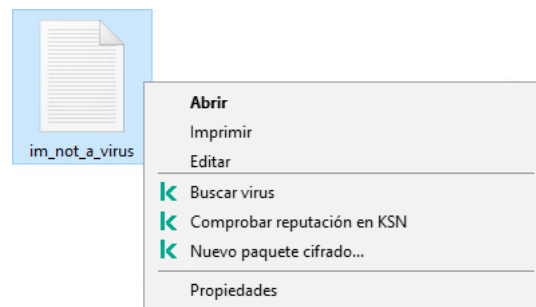 im_not_a_virus
Abrir
Imprimir
Editar
Buscar virus
Comprobar reputación en KSN
Nuevo paquete cifrado...
Propiedades